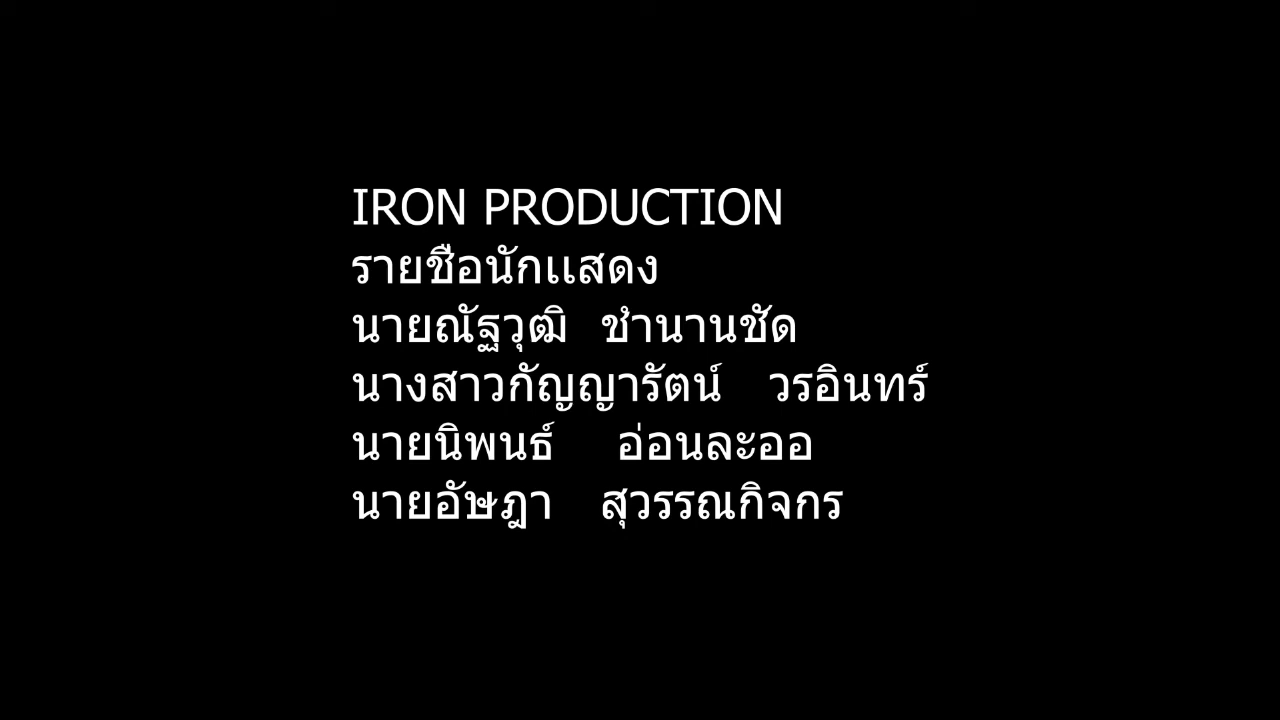 IRON PRODUCTION
รายชือนักแสดง
นายณัฐวุฒิ ชำนานชัด
นางสาวกัญญารัตน์ วรอินทร์
นายนิพนธ์ อ่อนละออ
นายอัษฎา สุวรรณกิจกร